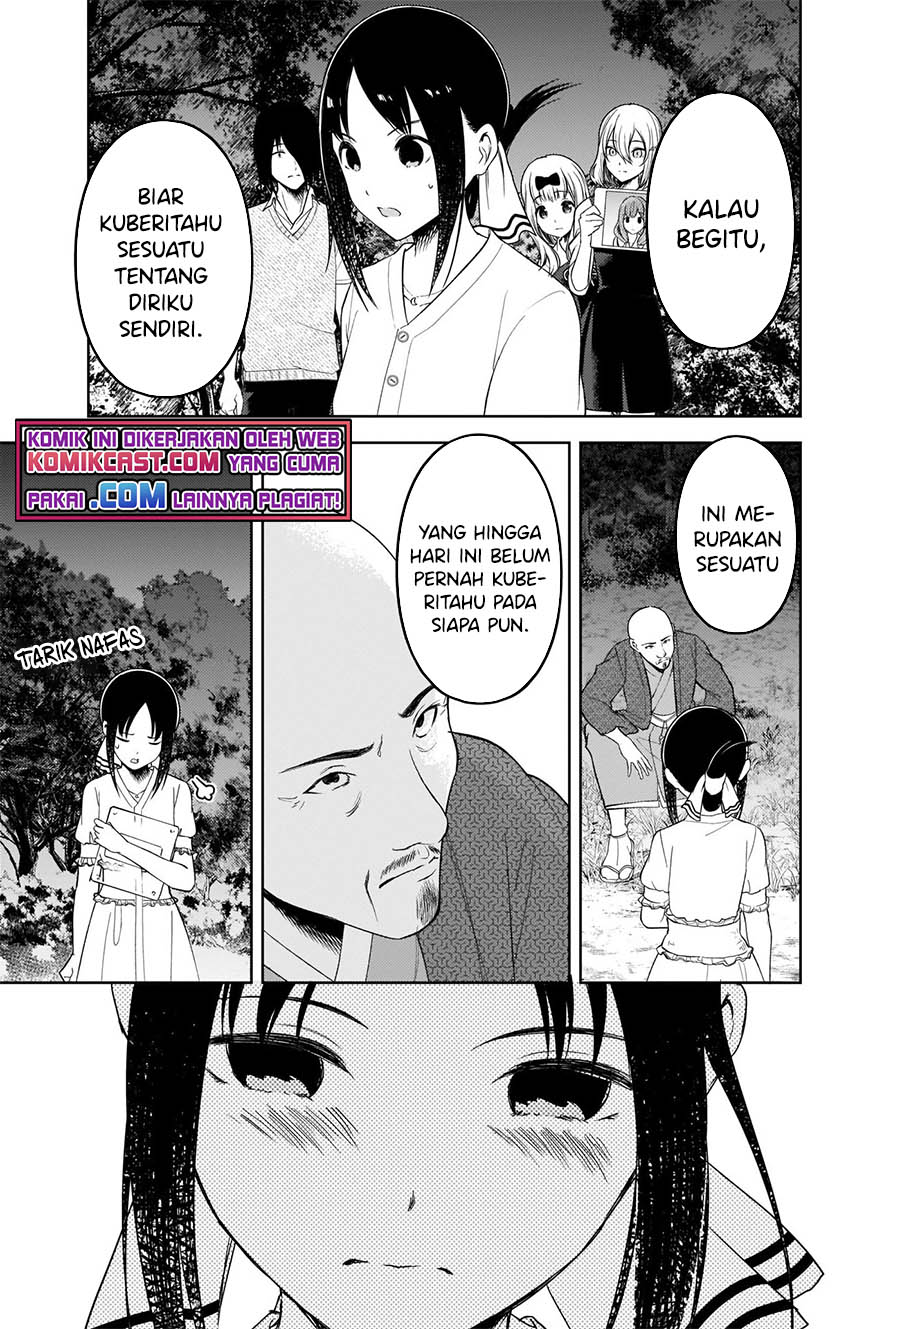 KALAU
BEGITU,
BIAR
KUBERITAHU
SESUATU
TENTANG
DIRIKU
SENDIRI.
KOMIK INI DIKERJAKAN OLEH WEB
KOMIKCAST.COM YANG CUMA
PAKAI .COM LAINNYA PLAGIAT!
INI ME-
RUPAKAN
SESUATU
YANG HINGGA
HARI INI BELUM
PERNAH KUBE-
RITAHU PADA
SIAPA PUN.
TARIK NAFAS